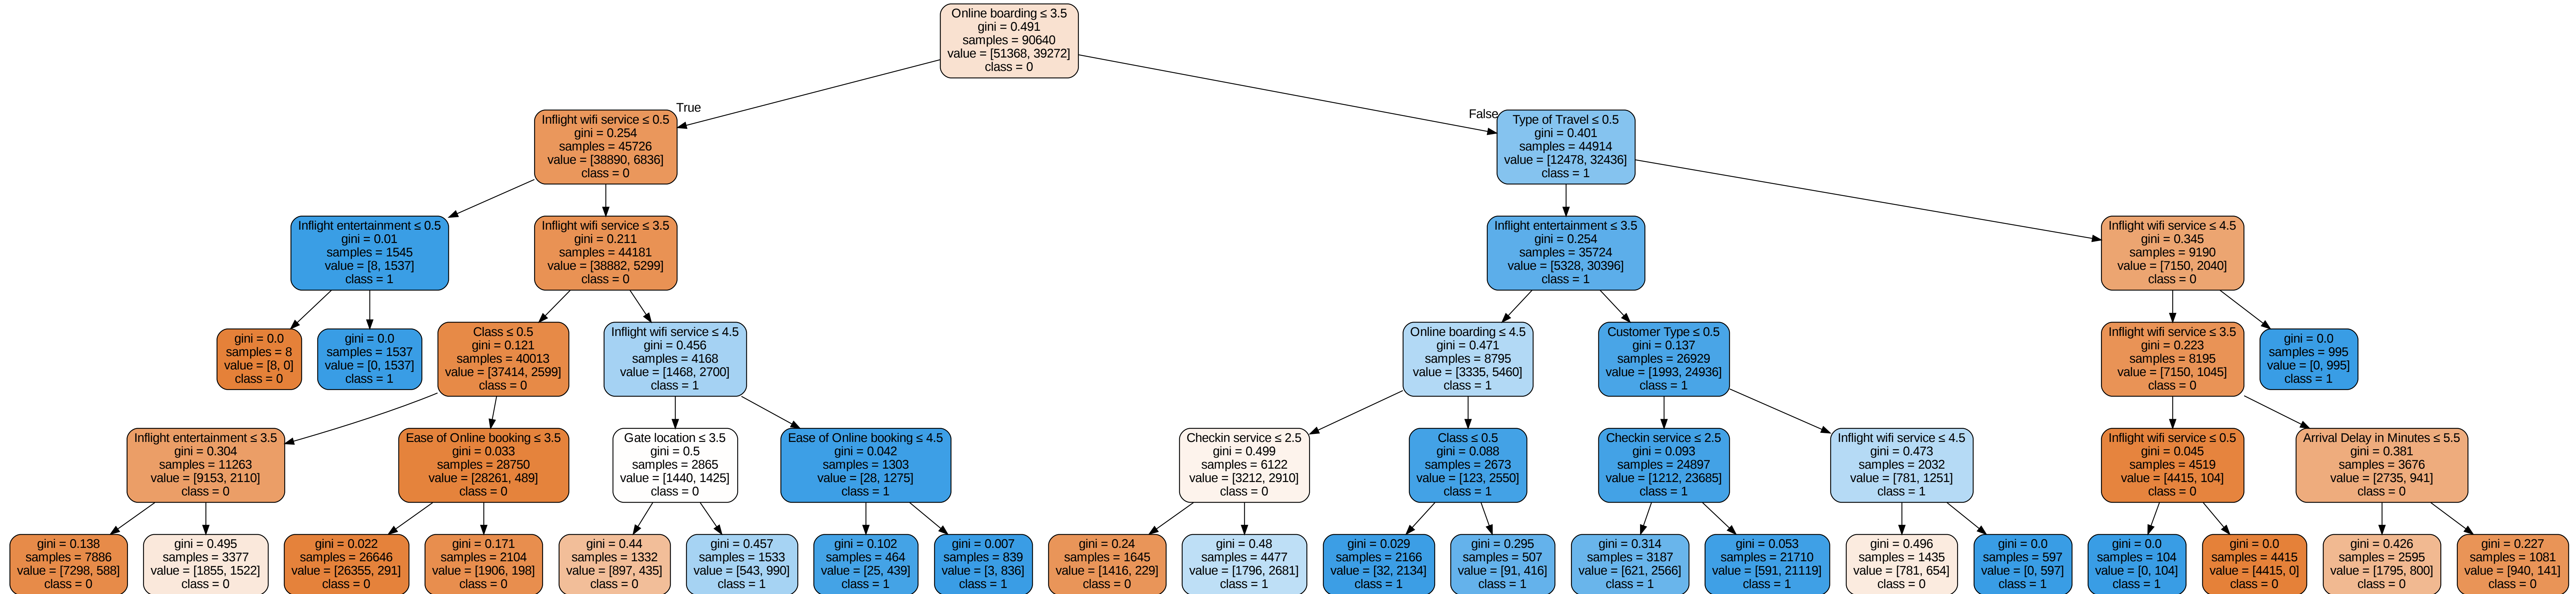 Online boarding ≤ 3.5
gini = 0.491
samples = 90640
value = [51368, 39272]
class = 0
True
False
Inflight wifi service ≤ 0.5
gini = 0.254
samples = 45726
value = [38890, 6836]
class = 0
Type of Travel ≤ 0.5
gini = 0.401
samples = 44914
value = [12478, 32436]
class = 1
Inflight entertainment ≤ 0.5
gini = 0.01
samples = 1545
value = [8, 1537]
class = 1
Inflight wifi service ≤ 3.5
gini = 0.211
samples = 44181
value = [38882, 5299]
class = 0
Inflight entertainment ≤ 3.5
gini = 0.254
samples = 35724
value = [5328, 30396]
class = 1
Inflight wifi service ≤ 4.5
gini = 0.345
samples = 9190
value = [7150, 2040]
class = 0
gini = 0.0
samples = 8
value = [8, 0]
class = 0
gini = 0.0
samples = 1537
value = [0, 1537]
class = 1
Class ≤ 0.5
gini = 0.121
samples = 40013
value = [37414, 2599]
class = 0
Inflight wifi service ≤ 4.5
gini = 0.456
samples = 4168
value = [1468, 2700]
class = 1
Online boarding ≤ 4.5
gini = 0.471
samples = 8795
value = [3335, 5460]
class = 1
Customer Type ≤ 0.5
gini = 0.137
samples = 26929
value = [1993, 24936]
class = 1
Inflight wifi service ≤ 3.5
gini = 0.223
samples = 8195
value = [7150, 1045]
class = 0
gini = 0.0
samples = 995
value = [0, 995]
class = 1
Inflight entertainment ≤ 3.5
gini = 0.304
samples = 11263
value = [9153, 2110]
class = 0
Ease of Online booking ≤ 3.5
gini = 0.033
samples = 28750
value = [28261, 489]
class = 0
Gate location ≤ 3.5
gini = 0.5
samples = 2865
value = [1440, 1425]
class = 0
Ease of Online booking ≤ 4.5
gini = 0.042
samples = 1303
value = [28, 1275]
class = 1
Checkin service ≤ 2.5
gini = 0.499
samples = 6122
value = [3212, 2910]
class = 0
Class ≤ 0.5
gini = 0.088
samples = 2673
value = [123, 2550]
class = 1
Checkin service ≤ 2.5
gini = 0.093
samples = 24897
value = [1212, 23685]
class = 1
Inflight wifi service ≤ 4.5
gini = 0.473
samples = 2032
value = [781, 1251]
class = 1
Inflight wifi service ≤ 0.5
gini = 0.045
samples = 4519
value = [4415, 104]
class = 0
Arrival Delay in Minutes ≤ 5.5
gini = 0.381
samples = 3676
value = [2735, 941]
class = 0
gini = 0.138
samples = 7886
value = [7298, 588]
class = 0
gini = 0.495
samples = 3377
value = [1855, 1522]
class = 0
gini = 0.022
samples = 26646
value = [26355, 291]
class = 0
gini = 0.171
samples = 2104
value = [1906, 198]
class = 0
gini = 0.44
samples = 1332
value = [897, 435]
class = 0
gini = 0.457
samples = 1533
value = [543, 990]
class = 1
gini = 0.102
samples = 464
value = [25, 439]
class = 1
gini = 0.007
samples = 839
value = [3, 836]
class = 1
gini = 0.24
samples = 1645
value = [1416, 229]
class = 0
gini = 0.48
samples = 4477
value = [1796, 2681]
class = 1
gini = 0.029
samples = 2166
value = [32, 2134]
class = 1
gini = 0.295
samples = 507
value = [91, 416]
class = 1
gini = 0.314
samples = 3187
value = [621, 2566]
class = 1
gini = 0.053
samples = 21710
value = [591, 21119]
class = 1
gini = 0.496
samples = 1435
value = [781, 654]
class = 0
gini = 0.0
samples = 597
value = [0, 597]
class = 1
gini = 0.0
samples = 104
value = [0, 104]
class = 1
gini = 0.0
samples = 4415
value = [4415, 0]
class = 0
gini = 0.426
samples = 2595
value = [1795, 800]
class = 0
gini = 0.227
samples = 1081
value = [940, 141]
class = 0